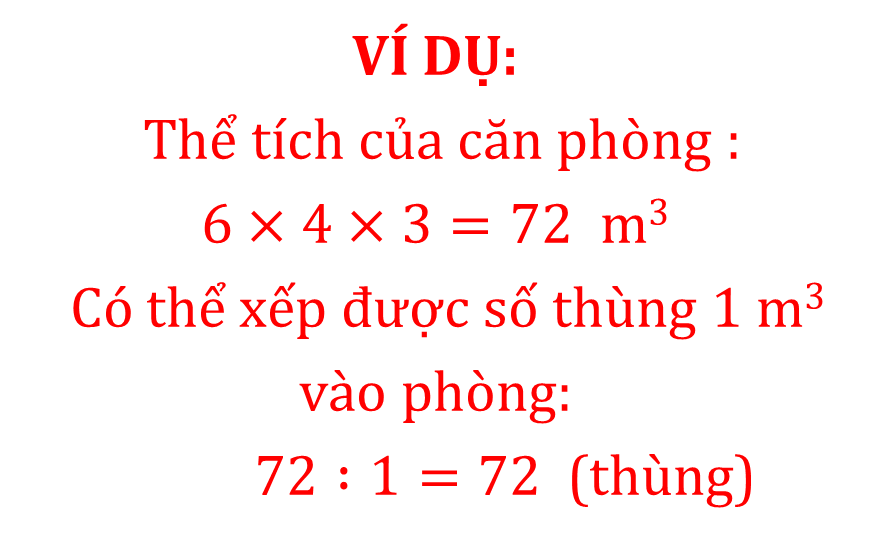 VÍ DỤ:
Thể tích của căn phòng :
6 × 4 × 3 = 72 m³
Có thể xếp được số thùng 1 m³
vào phòng:
72 : 1 = 72 (thùng)